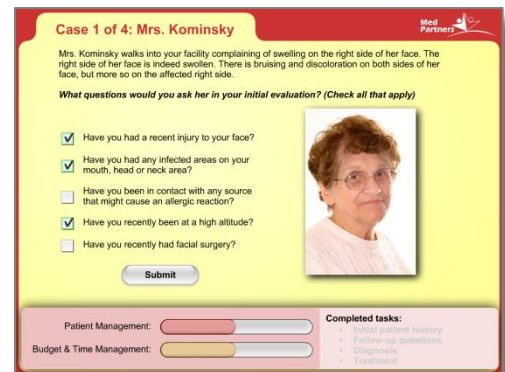 Case 1 of 4: Mrs. Kominsky
Med
Partners
Mrs. Kominsky walks into your facility complaining of swelling on the right side of her face. The
right side of her face is indeed swollen. There is bruising and discoloration on both sides of her
face, but more so on the affected right side.
What questions would you ask her in your initial evaluation? (Check all that apply)
Have you had a recent injury to your face?
Have you had any infected areas on your
mouth, head or neck area?
Have you been in contact with any source
that might cause an allergic reaction?
Have you recently been at a high altitude?
Have you recently had facial surgery?
Submit
Patient Management:
Budget & Time Management:
Completed tasks:
• Initial patient history
• Follow-up questions
• Diagnosis
• Treatment